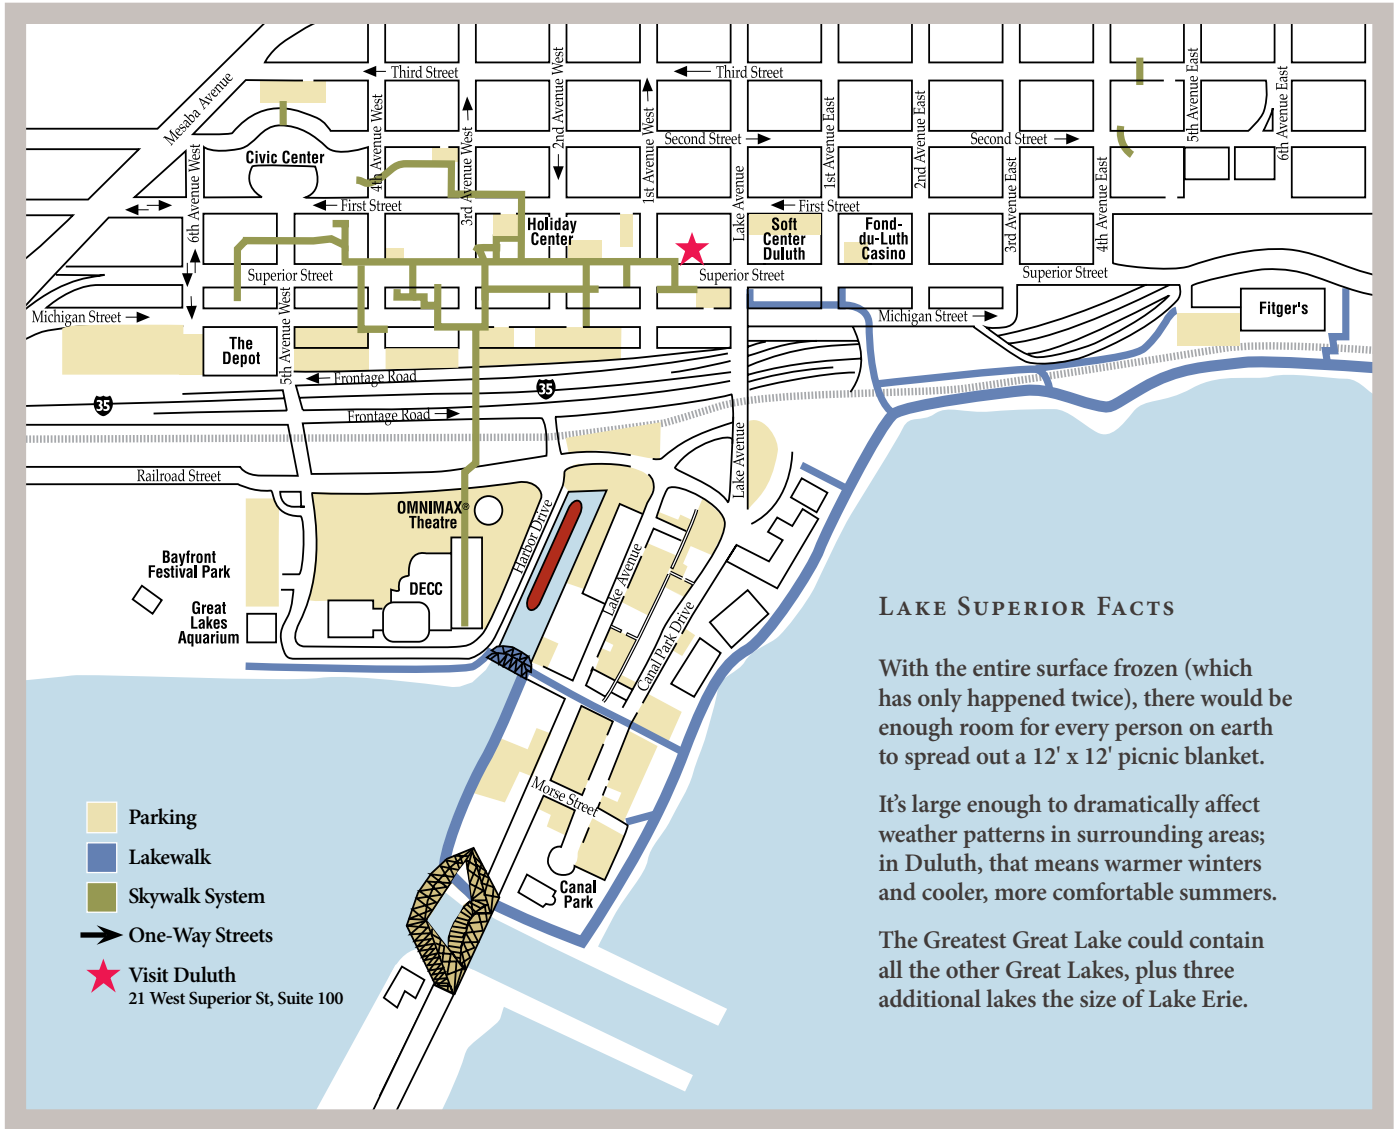 Third Street
Third Street
Mesaba Avenue
4th Avenue West
3rd Avenue West
2nd Avenue West
1st Avenue West
Lake Avenue
1st Avenue East
2nd Avenue East
3rd Avenue East
4th Avenue East
5th Avenue East
6th Avenue East
Second Street
Second Street
Civic Center
6th Avenue West
First Street
First Street
Holiday
Center
Soft
Center
Duluth
Fond-
du-Luth
Casino
Superior Street
Superior Street
Superior Street
5th Avenue West
Michigan Street
Michigan Street
Fitger's
The
Depot
Frontage Road
35
35
Frontage Road
Lake Avenue
Railroad Street
OMNIMAX®
Theatre
Harbor Drive
Bayfront
Festival Park
DECC
Lake Avenue
Great
Lakes
Aquarium
Canal Park Drive
Morse Street
Canal
Park
Parking
Lakewalk
Skywalk System
One-Way Streets
Visit Duluth
21 West Superior St, Suite 100
Lake Superior Facts
With the entire surface frozen (which
has only happened twice), there would be
enough room for every person on earth
to spread out a 12' x 12' picnic blanket.
It's large enough to dramatically affect
weather patterns in surrounding areas;
in Duluth, that means warmer winters
and cooler, more comfortable summers.
The Greatest Great Lake could contain
all the other Great Lakes, plus three
additional lakes the size of Lake Erie.